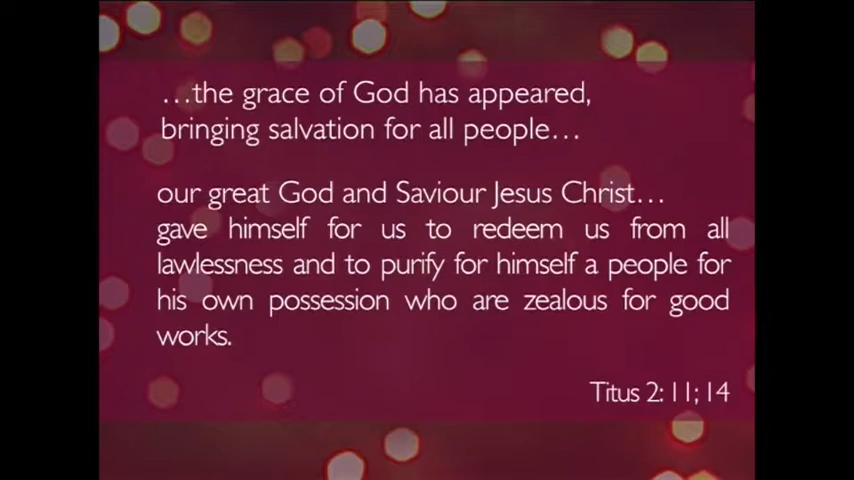 …the grace of God has appeared,
bringing salvation for all people…
our great God and Saviour Jesus Christ…
gave himself for us to redeem us from all
lawlessness and to purify for himself a people for
his own possession who are zealous for good
works.
Titus 2:11;14